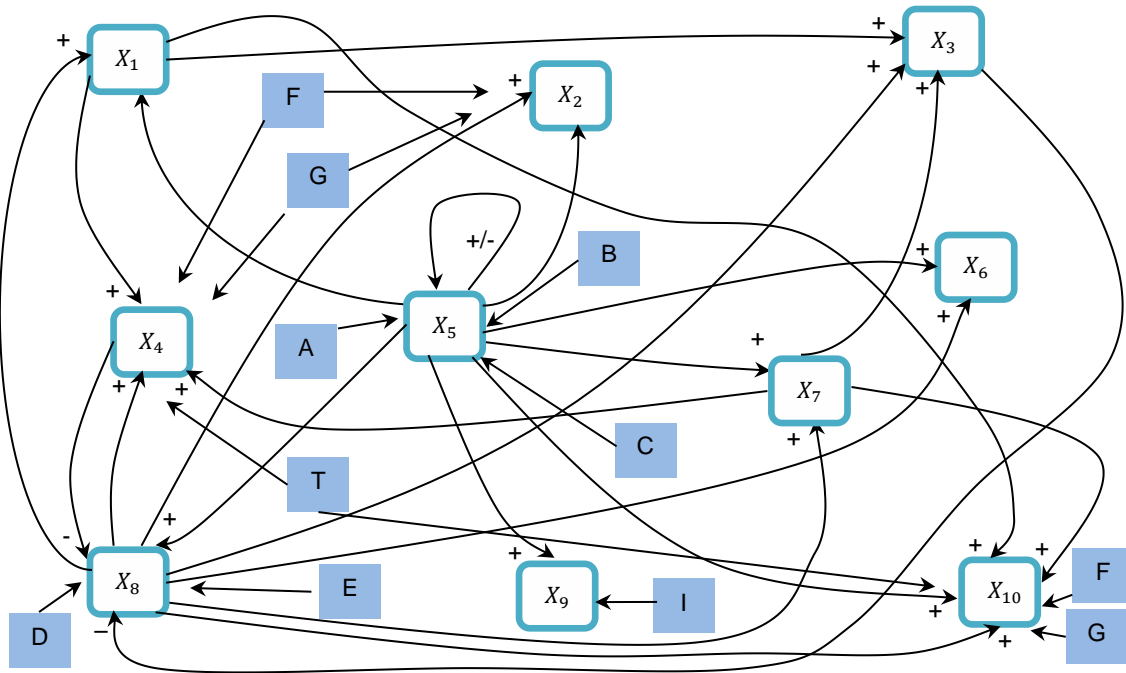 +
X₁
+
X₃
+
+
F
+
X₂
G
+/-
B
+
X₆
+
+
X₄
A
X₅
+
X₇
+
+
+
C
T
+
-
+
+
+
X₈
E
X₉
I
X₁₀
F
+
D
−
+
G